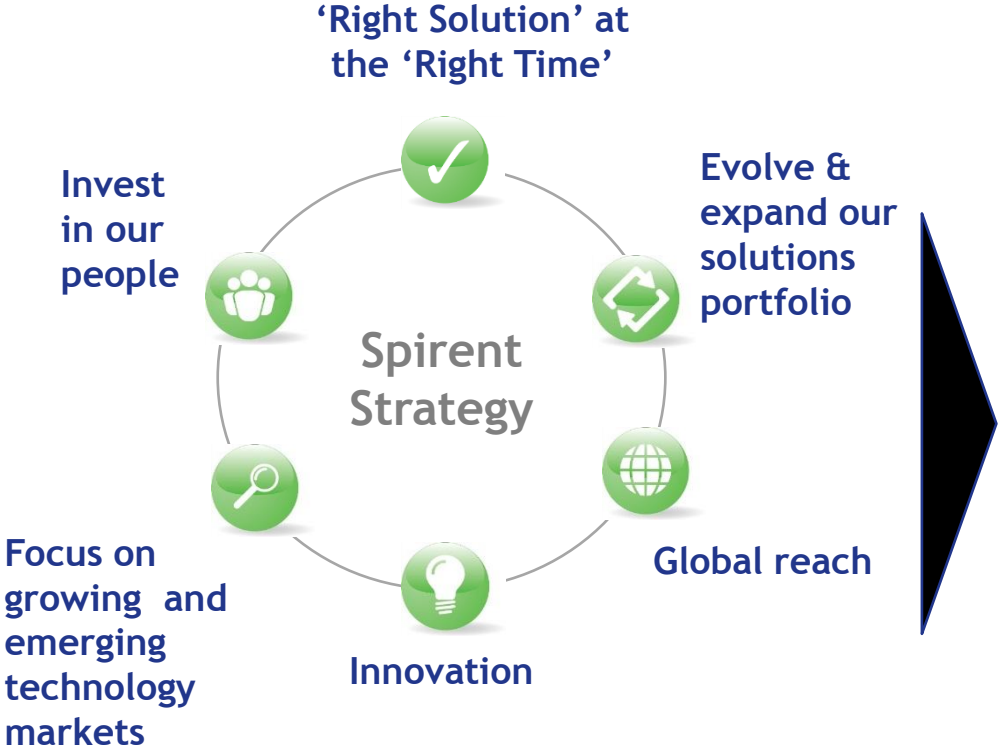 ‘Right Solution’ at
the ‘Right Time’
Invest
in our
people
Evolve &
expand our
solutions
portfolio
Spirent
Strategy
Focus on
growing  and
emerging
technology
markets
Global reach
Innovation